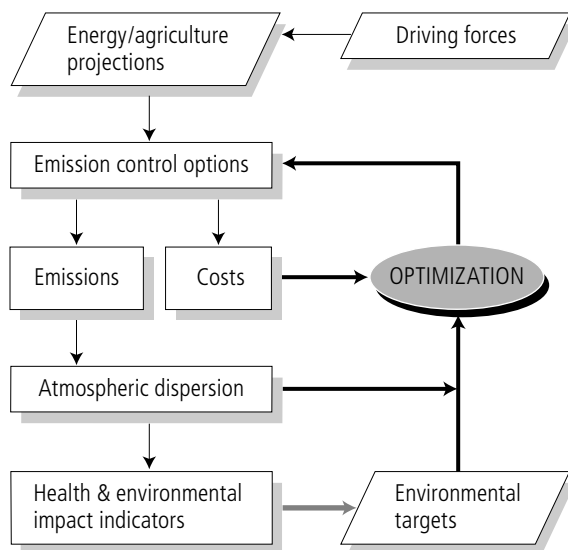 Energy/agriculture
projections
Driving forces
Emission control options
Emissions
Costs
OPTIMIZATION
Atmospheric dispersion
Health & environmental
impact indicators
Environmental
targets